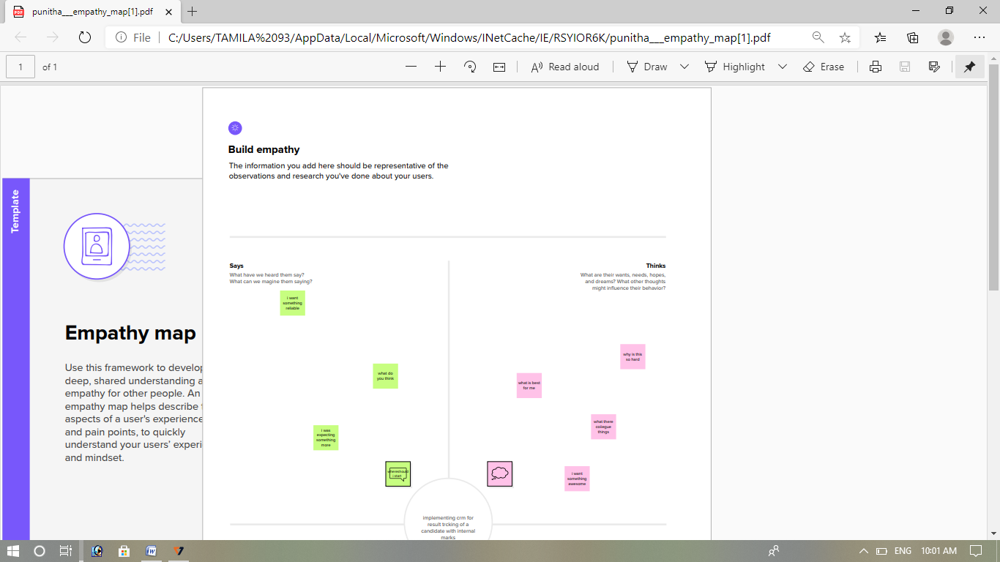 punitha___empathy_map[1].pdf
File
C:/Users/TAMILA%2093/AppData/Local/Microsoft/Windows/INetCache/IE/RSYIOR6K/punitha___empathy_map[1].pdf
1 of 1
Read aloud
Draw
Highlight
Erase
Template
Empathy map
Use this framework to develop
deep, shared understanding a
empathy for other people. An
empathy map helps describe
aspects of a user's experience
and pain points, to quickly
understand your users' experi
and mindset.
Build empathy
The information you add here should be representative of the
observations and research you've done about your users.
Says
What have we heard them say?
What can we magine them saying?
i want
something
reliable
what do
you think
i was
expecting
something
more
whereshould
i start
Thinks
What are their wants, needs, hopes,
and dreams? What other thoughts
might influence their behavior?
why is this
so hard
what is best
for me
what there
things
i want
something
awesome
implementing crm for
result trcking of a
candidate with internal
marks
ENG
10:01 AM